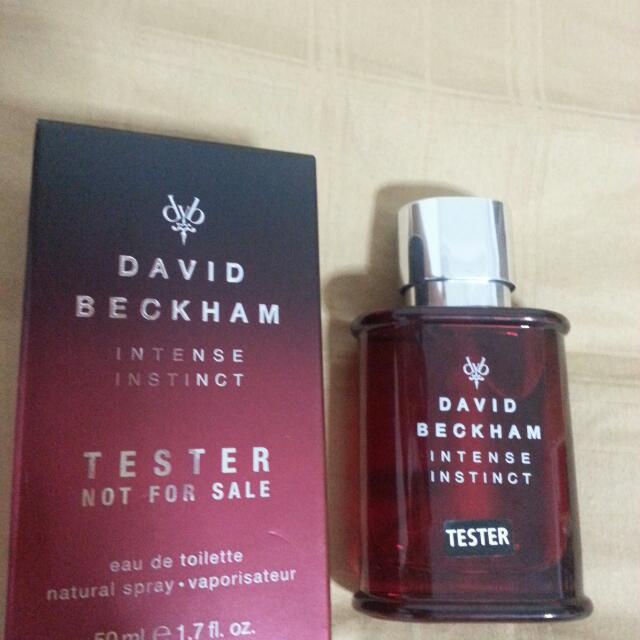 DAVID
BECKHAM
INTENSE
INSTINCT
TESTER
NOT FOR SALE
eau de toilette
natural spray • vaporisateur
50 ml e 1.7 fl. oz.
DAVID
BECKHAM
INTENSE
INSTINCT
TESTER